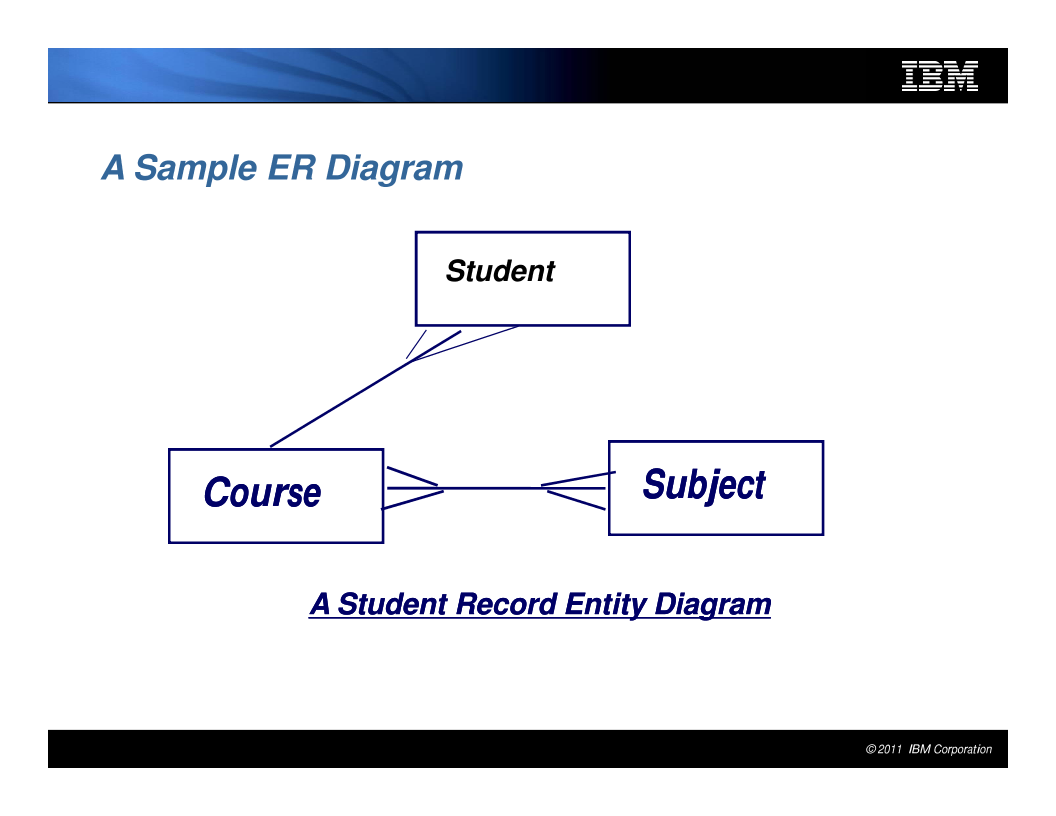 IBM
A Sample ER Diagram
Student
Course
Subject
A Student Record Entity Diagram
© 2011 IBM Corporation